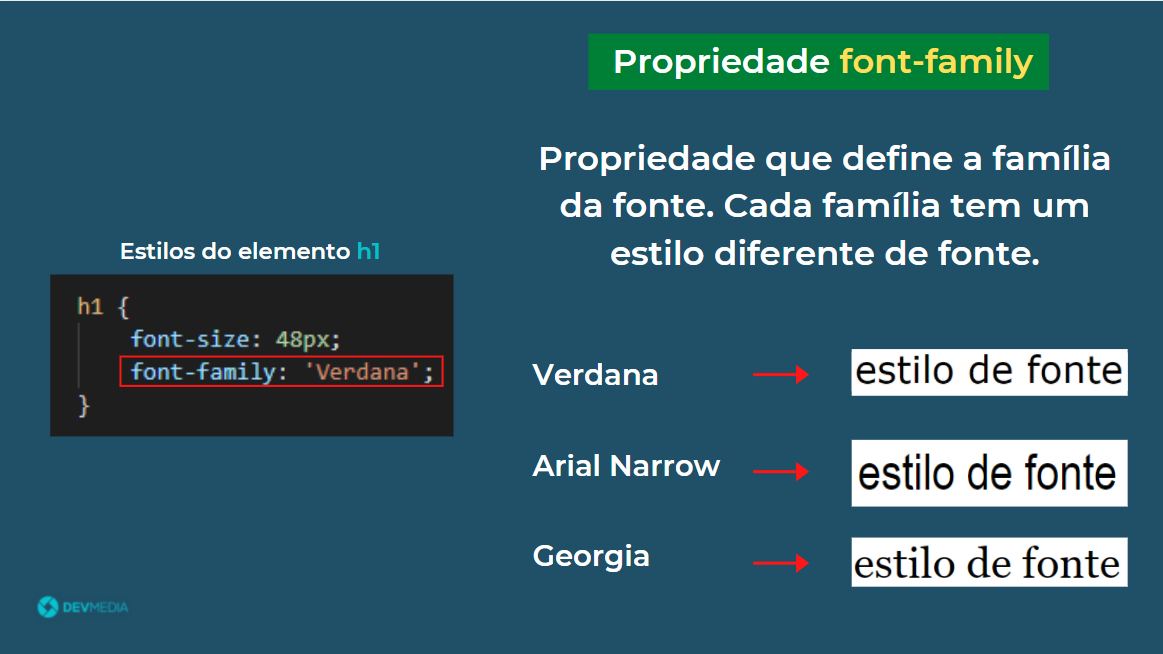 Propriedade font-family
Propriedade que define a família
da fonte. Cada família tem um
estilo diferente de fonte.
Estilos do elemento h1
h1 {
font-size: 48px;
font-family: 'Verdana';
}
Verdana
estilo de fonte
Arial Narrow
estilo de fonte
Georgia
estilo de fonte
DEVMEDIA